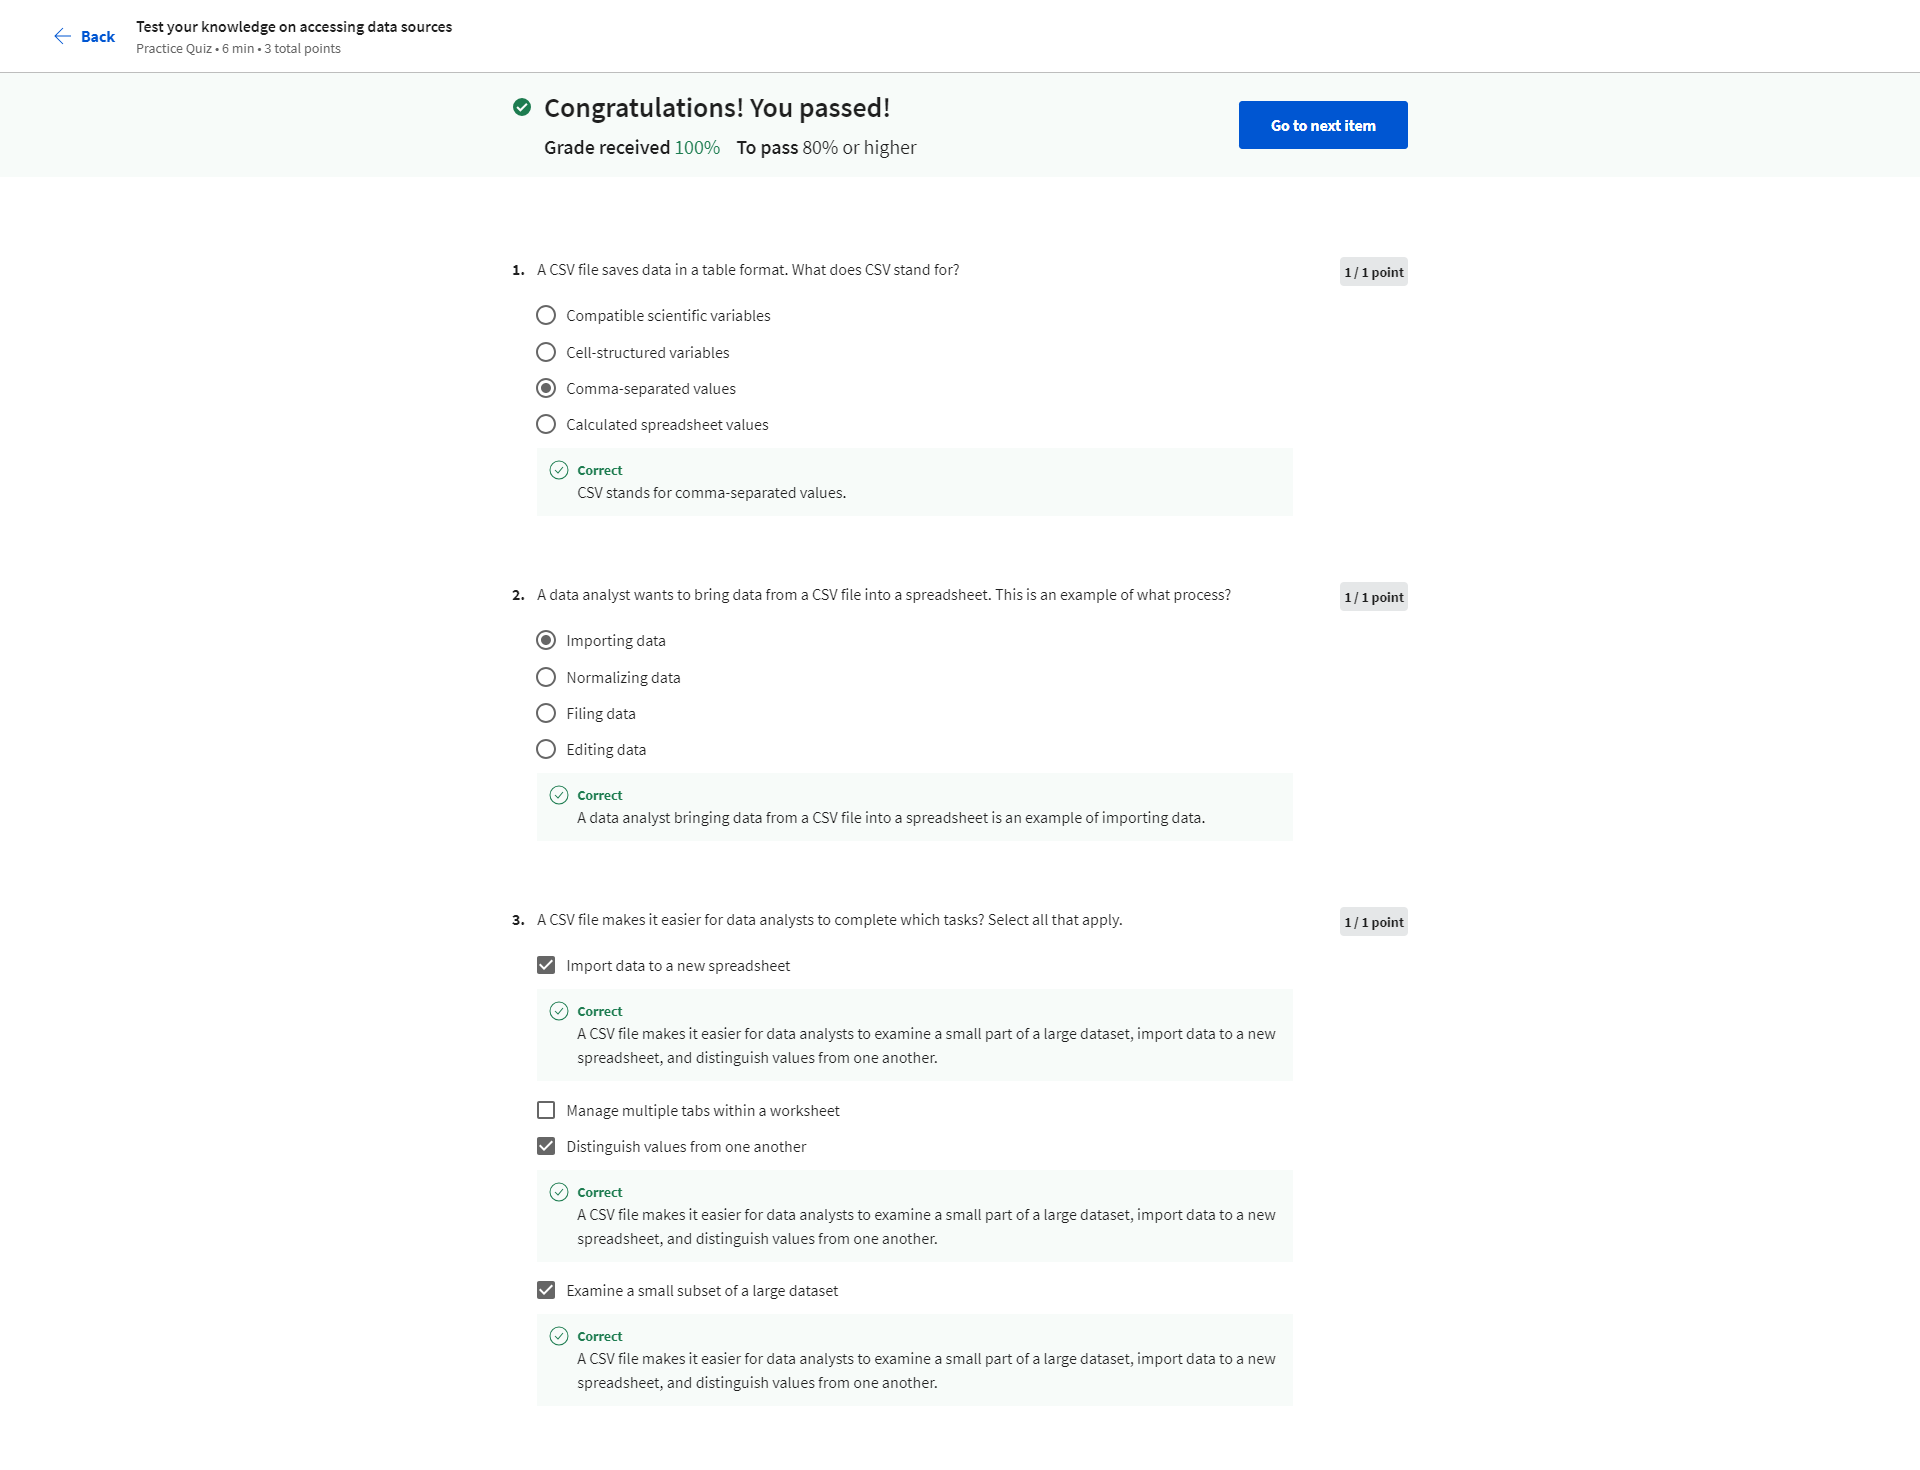 Back
Test your knowledge on accessing data sources
Practice Quiz • 6 min • 3 total points
Congratulations! You passed!
Grade received 100% To pass 80% or higher
Go to next item
1. A CSV file saves data in a table format. What does CSV stand for?
1 / 1 point
Compatible scientific variables
Cell-structured variables
Comma-separated values
Calculated spreadsheet values
Correct
CSV stands for comma-separated values.
2. A data analyst wants to bring data from a CSV file into a spreadsheet. This is an example of what process?
1 / 1 point
Importing data
Normalizing data
Filing data
Editing data
Correct
A data analyst bringing data from a CSV file into a spreadsheet is an example of importing data.
3. A CSV file makes it easier for data analysts to complete which tasks? Select all that apply.
1 / 1 point
Import data to a new spreadsheet
Correct
A CSV file makes it easier for data analysts to examine a small part of a large dataset, import data to a new
spreadsheet, and distinguish values from one another.
Manage multiple tabs within a worksheet
Distinguish values from one another
Correct
A CSV file makes it easier for data analysts to examine a small part of a large dataset, import data to a new
spreadsheet, and distinguish values from one another.
Examine a small subset of a large dataset
Correct
A CSV file makes it easier for data analysts to examine a small part of a large dataset, import data to a new
spreadsheet, and distinguish values from one another.